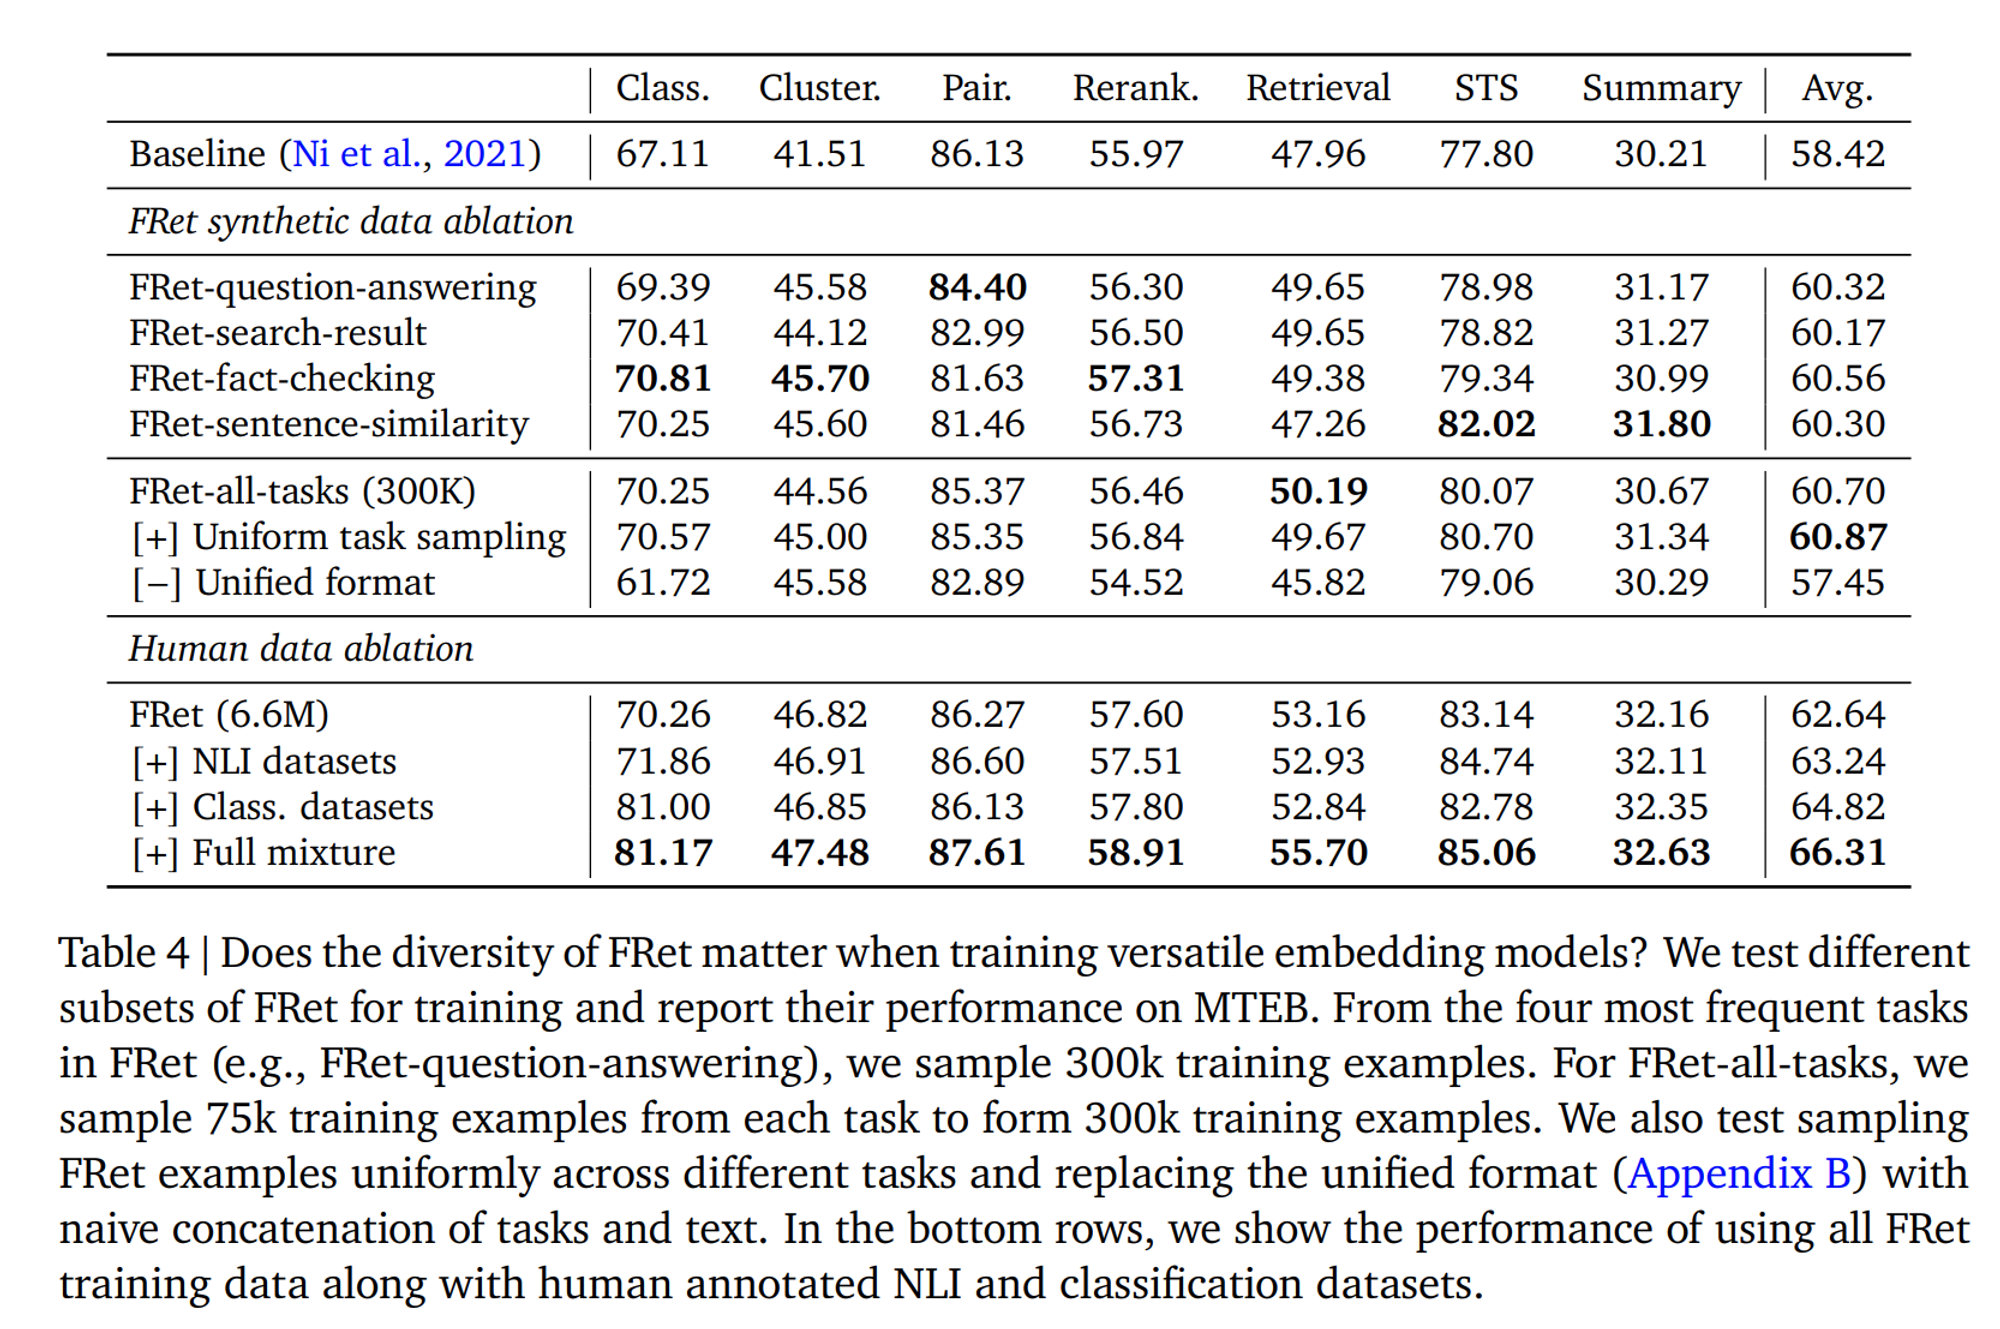 Class. Cluster. Pair. Rerank. Retrieval STS Summary Avg.
Baseline (Ni et al., 2021) 67.11 41.51 86.13 55.97 47.96 77.80 30.21 58.42
FRet synthetic data ablation
FRet-question-answering 69.39 45.58 84.40 56.30 49.65 78.98 31.17 60.32
FRet-search-result 70.41 44.12 82.99 56.50 49.65 78.82 31.27 60.17
FRet-fact-checking 70.81 45.70 81.63 57.31 49.38 79.34 30.99 60.56
FRet-sentence-similarity 70.25 45.60 81.46 56.73 47.26 82.02 31.80 60.30
FRet-all-tasks (300K) 70.25 44.56 85.37 56.46 50.19 80.07 30.67 60.70
[+] Uniform task sampling 70.57 45.00 85.35 56.84 49.67 80.70 31.34 60.87
[−] Unified format 61.72 45.58 82.89 54.52 45.82 79.06 30.29 57.45
Human data ablation
FRet (6.6M) 70.26 46.82 86.27 57.60 53.16 83.14 32.16 62.64
[+] NLI datasets 71.86 46.91 86.60 57.51 52.93 84.74 32.11 63.24
[+] Class. datasets 81.00 46.85 86.13 57.80 52.84 82.78 32.35 64.82
[+] Full mixture 81.17 47.48 87.61 58.91 55.70 85.06 32.63 66.31
Table 4 | Does the diversity of FRet matter when training versatile embedding models? We test different
subsets of FRet for training and report their performance on MTEB. From the four most frequent tasks
in FRet (e.g., FRet-question-answering), we sample 300k training examples. For FRet-all-tasks, we
sample 75k training examples from each task to form 300k training examples. We also test sampling
FRet examples uniformly across different tasks and replacing the unified format (Appendix B) with
naive concatenation of tasks and text. In the bottom rows, we show the performance of using all FRet
training data along with human annotated NLI and classification datasets.